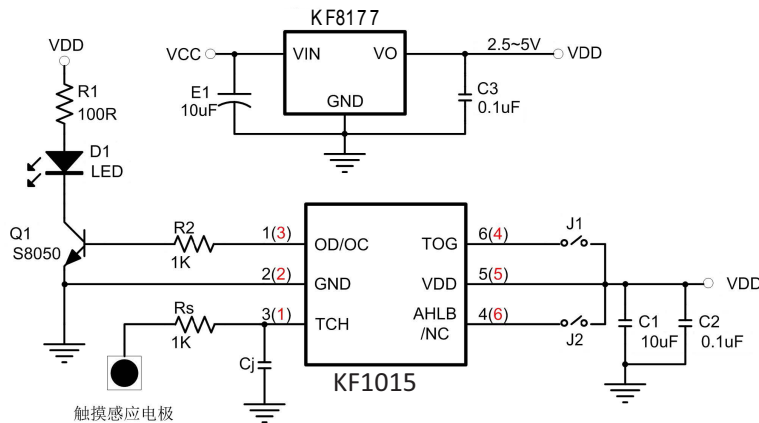 KF8177
VDD
VCC
VIN
VO
2.5~5V
VDD
R1
100R
E1
10uF
GND
C3
0.1uF
D1
LED
Q1
S8050
R2
1K
1(3)
OD/OC
TOG
6(4)
J1
2(2)
GND
VDD
5(5)
VDD
Rs
1K
3(1)
TCH
AHLB
/NC
4(6)
J2
C1
10uF
C2
0.1uF
Cj
KF1015
触摸感应电极